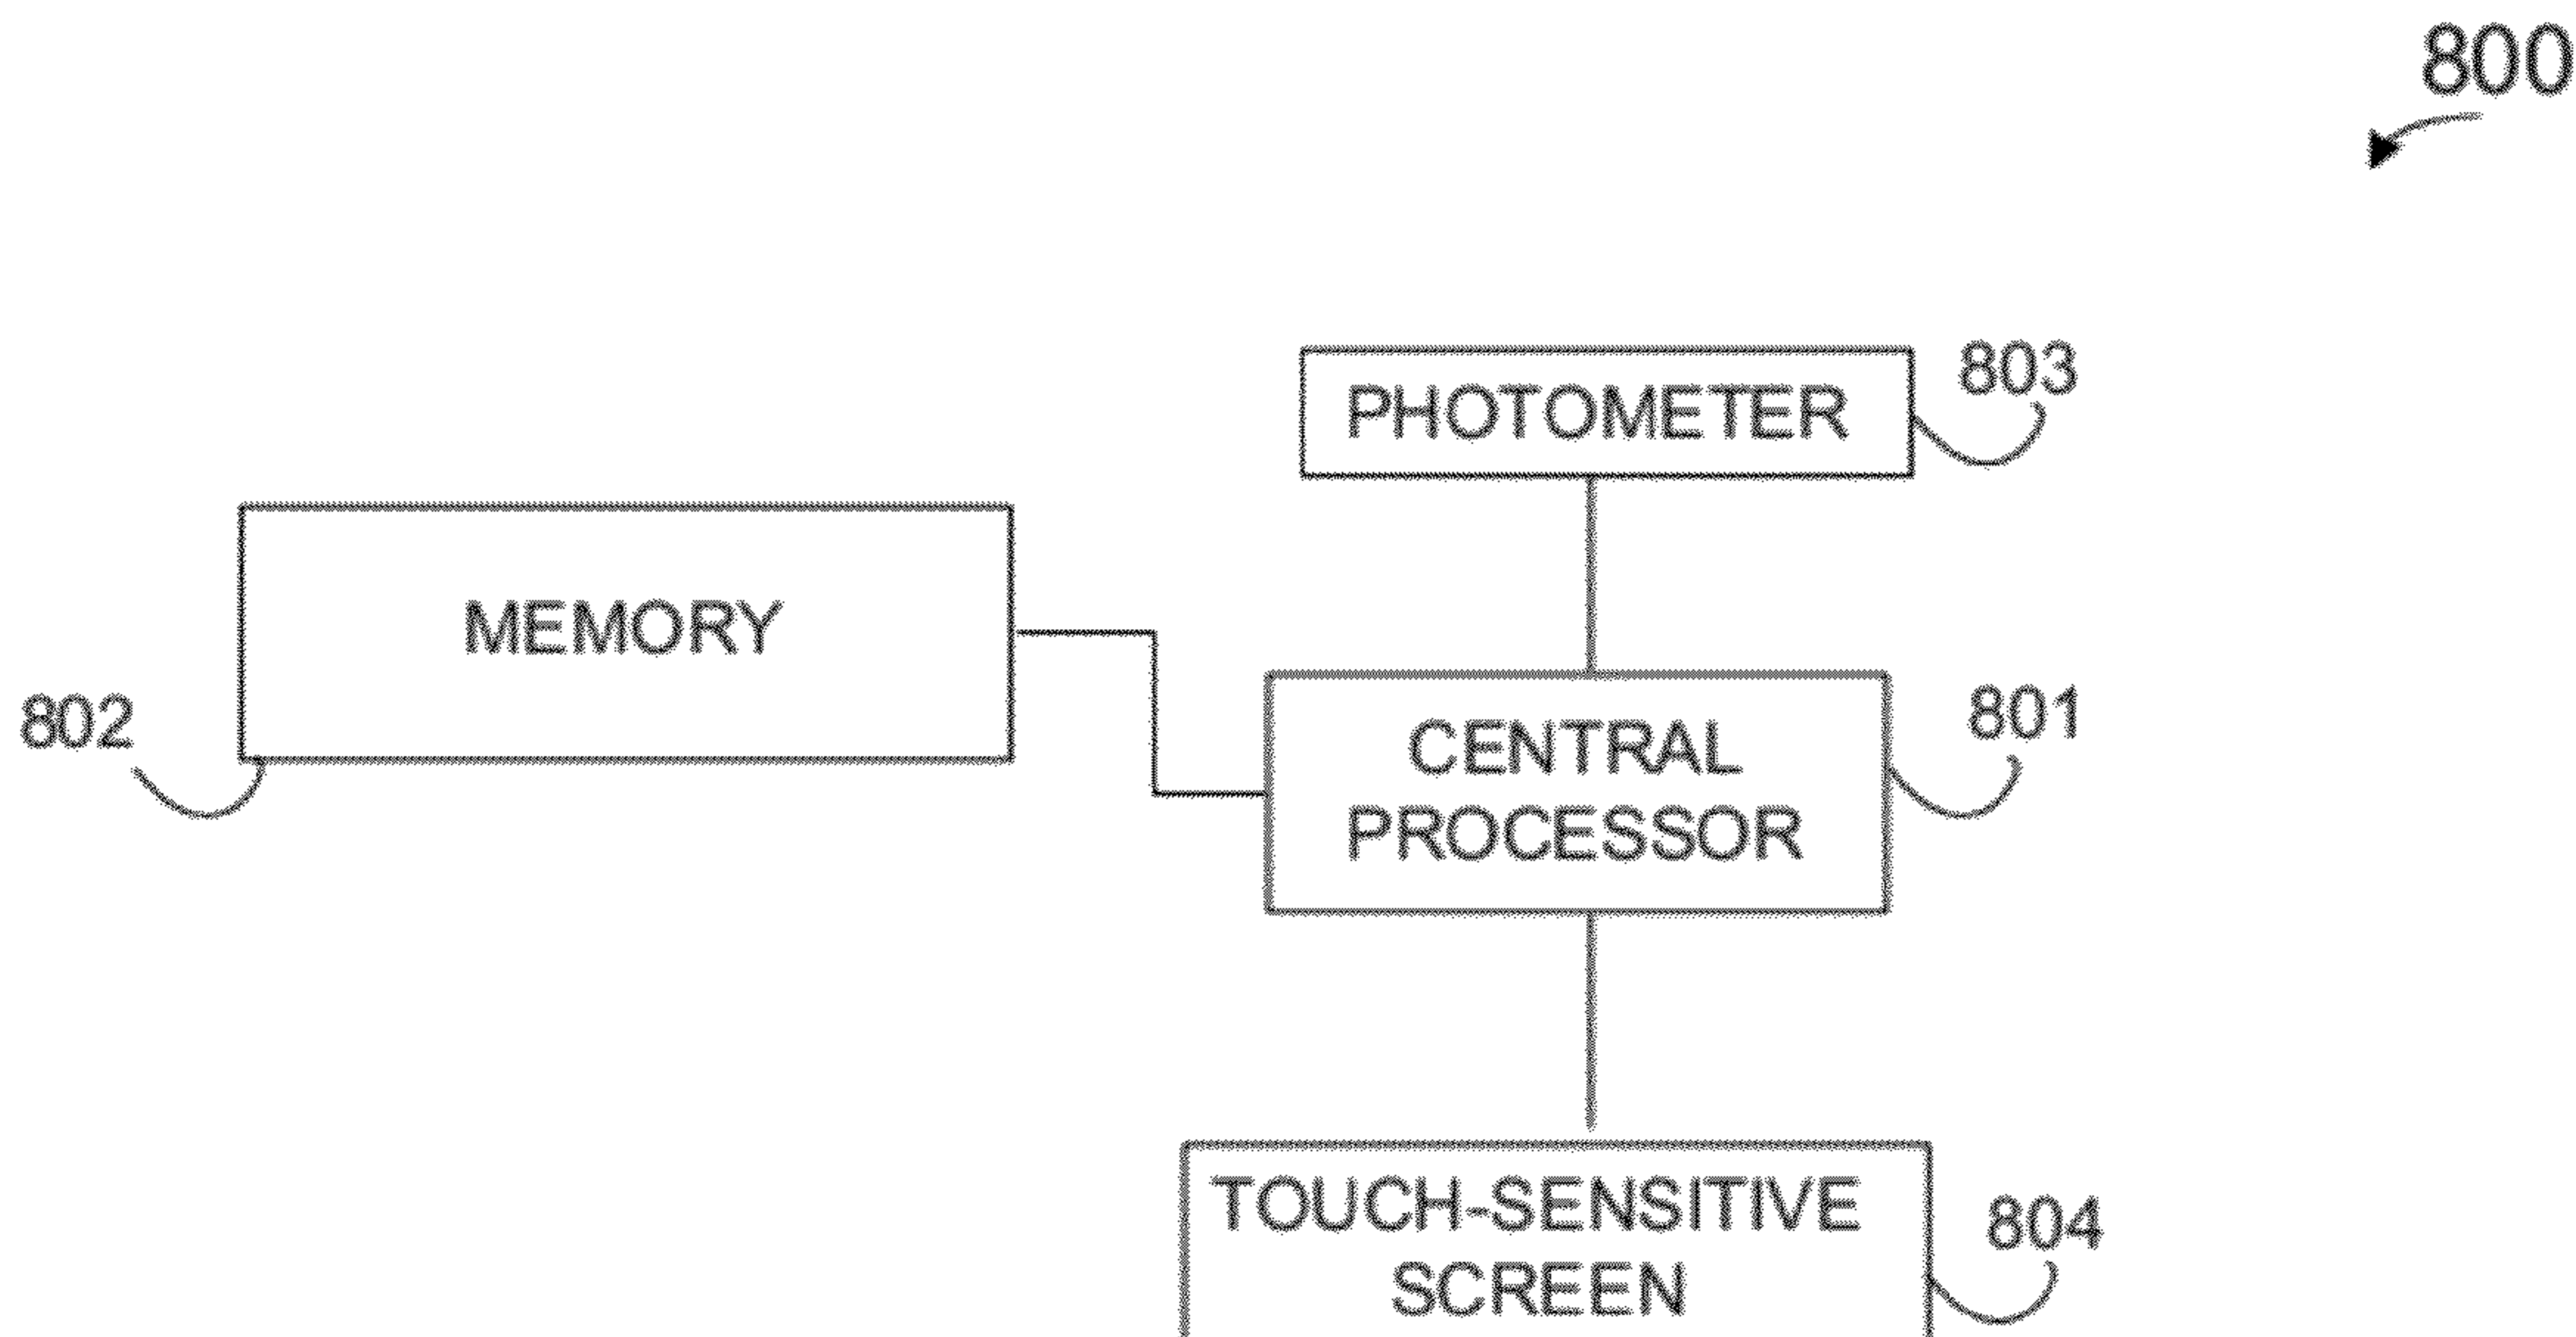 800
PHOTOMETER
803
MEMORY
802
CENTRAL
PROCESSOR
801
TOUCH-SENSITIVE
SCREEN
804